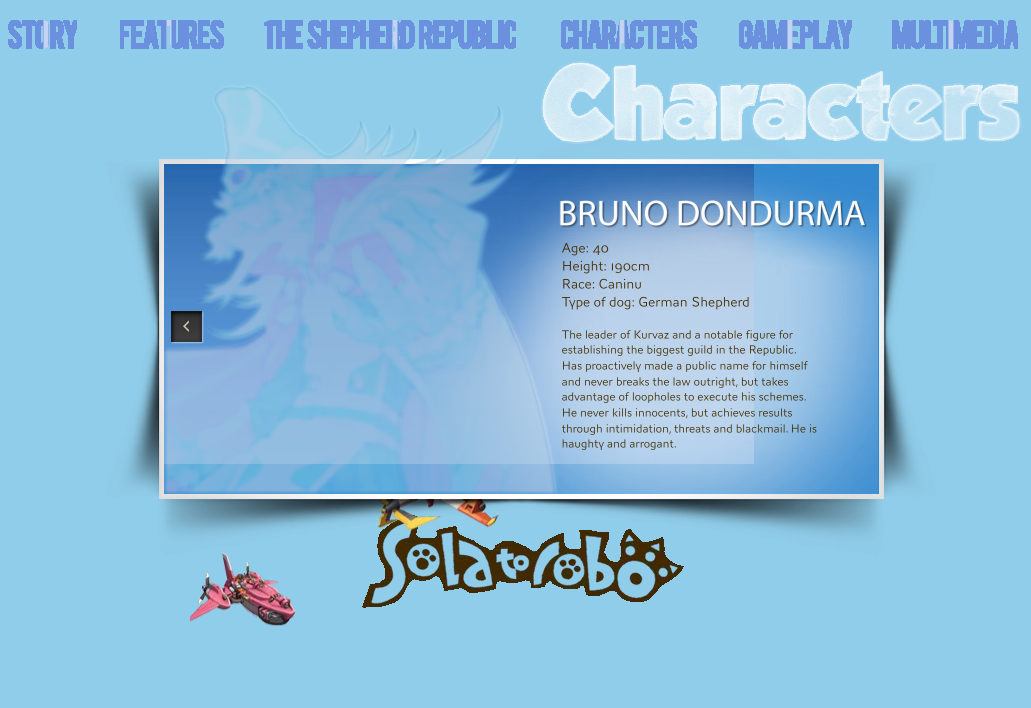 STORY FEATURES THE SHEPHERD REPUBLIC CHARACTERS GAMEPLAY MULTIMEDIA
Characters
BRUNO DONDURMA
Age: 40
Height: 190cm
Race: Caninu
Type of dog: German Shepherd
The leader of Kurvaz and a notable figure for
establishing the biggest guild in the Republic.
Has proactively made a public name for himself
and never breaks the law outright, but takes
advantage of loopholes to execute his schemes.
He never kills innocents, but achieves results
through intimidation, threats and blackmail. He is
haughty and arrogant.
Solatorobo